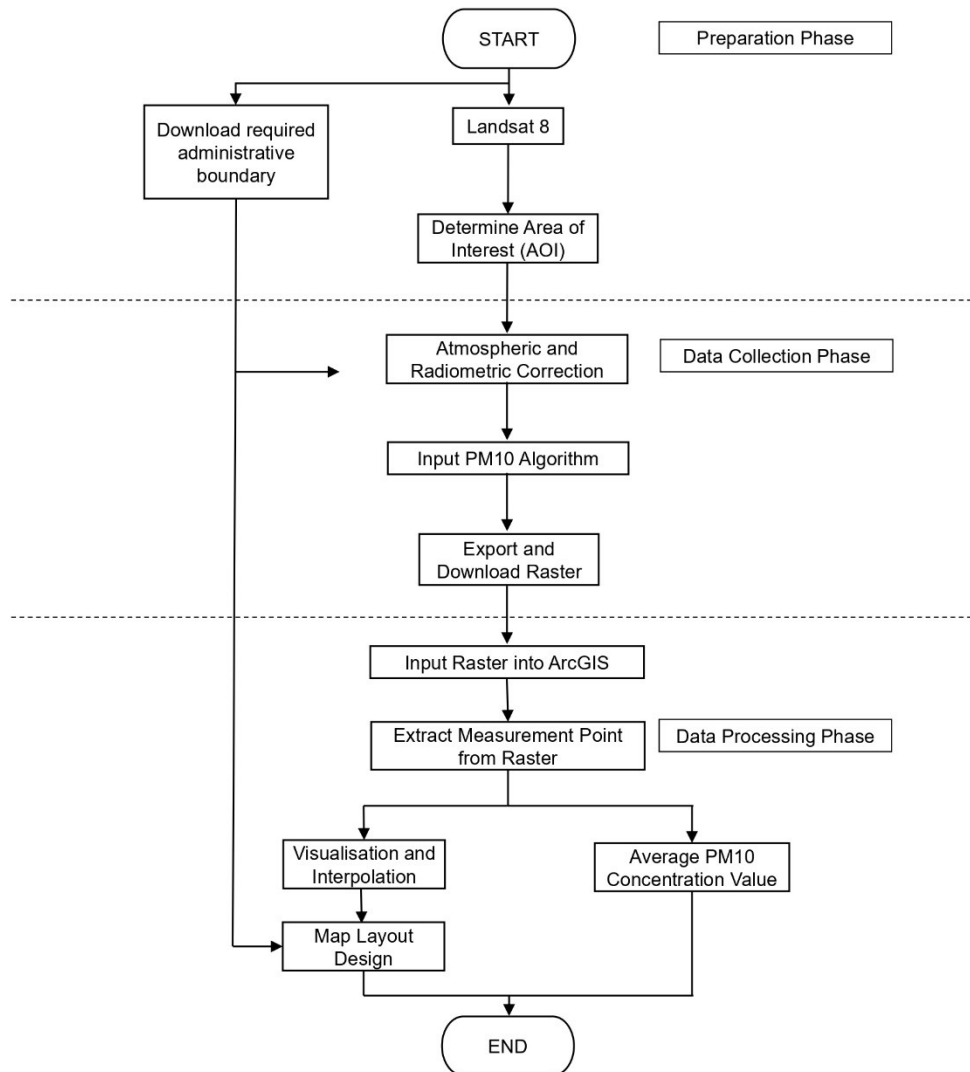 START
Preparation Phase
Download required
administrative
boundary
Landsat 8
Determine Area of
Interest (AOI)
Atmospheric and
Radiometric Correction
Data Collection Phase
Input PM10 Algorithm
Export and
Download Raster
Input Raster into ArcGIS
Extract Measurement Point
from Raster
Data Processing Phase
Visualisation and
Interpolation
Average PM10
Concentration Value
Map Layout
Design
END